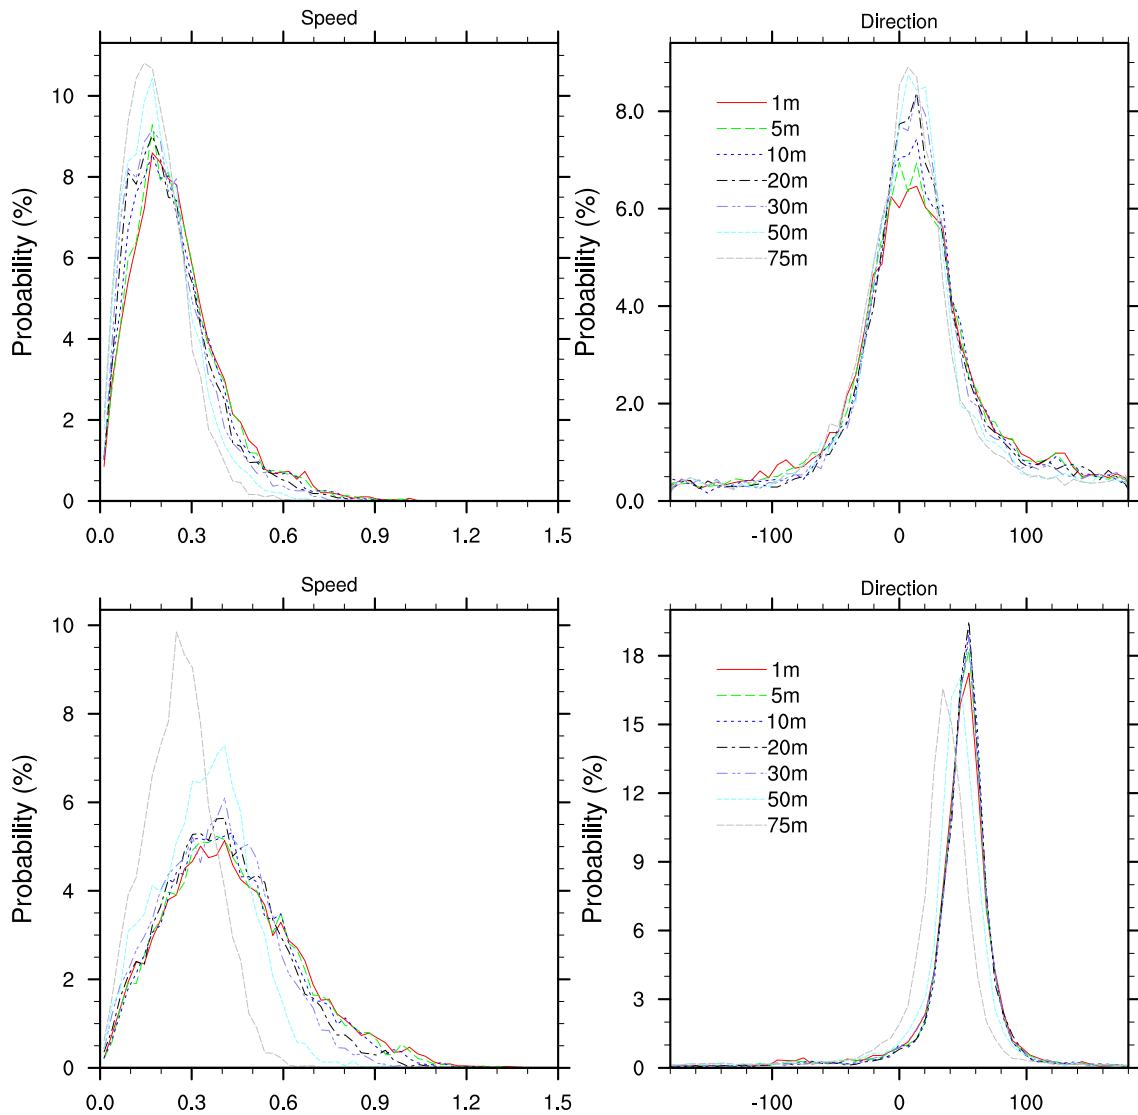 Speed
Probability (%)
10
8
6
4
2
0
0.0
0.3
0.6
0.9
1.2
1.5
Direction
Probability (%)
8.0
6.0
4.0
2.0
0.0
-100
0
100
1m
5m
10m
20m
30m
50m
75m
Speed
Probability (%)
10
8
6
4
2
0
0.0
0.3
0.6
0.9
1.2
1.5
Direction
Probability (%)
18
15
12
9
6
3
0
-100
0
100
1m
5m
10m
20m
30m
50m
75m